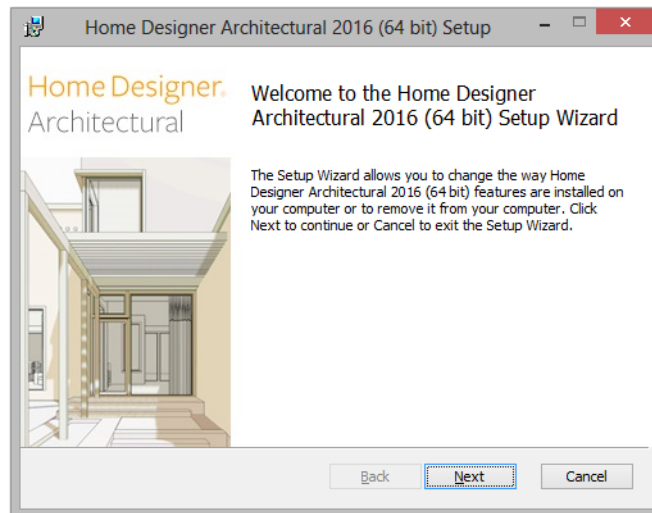 Home Designer Architectural 2016 (64 bit) Setup
Home Designer®
Architectural
Welcome to the Home Designer
Architectural 2016 (64 bit) Setup Wizard
The Setup Wizard allows you to change the way Home
Designer Architectural 2016 (64 bit) features are installed on
your computer or to remove it from your computer. Click
Next to continue or Cancel to exit the Setup Wizard.
Back Next Cancel